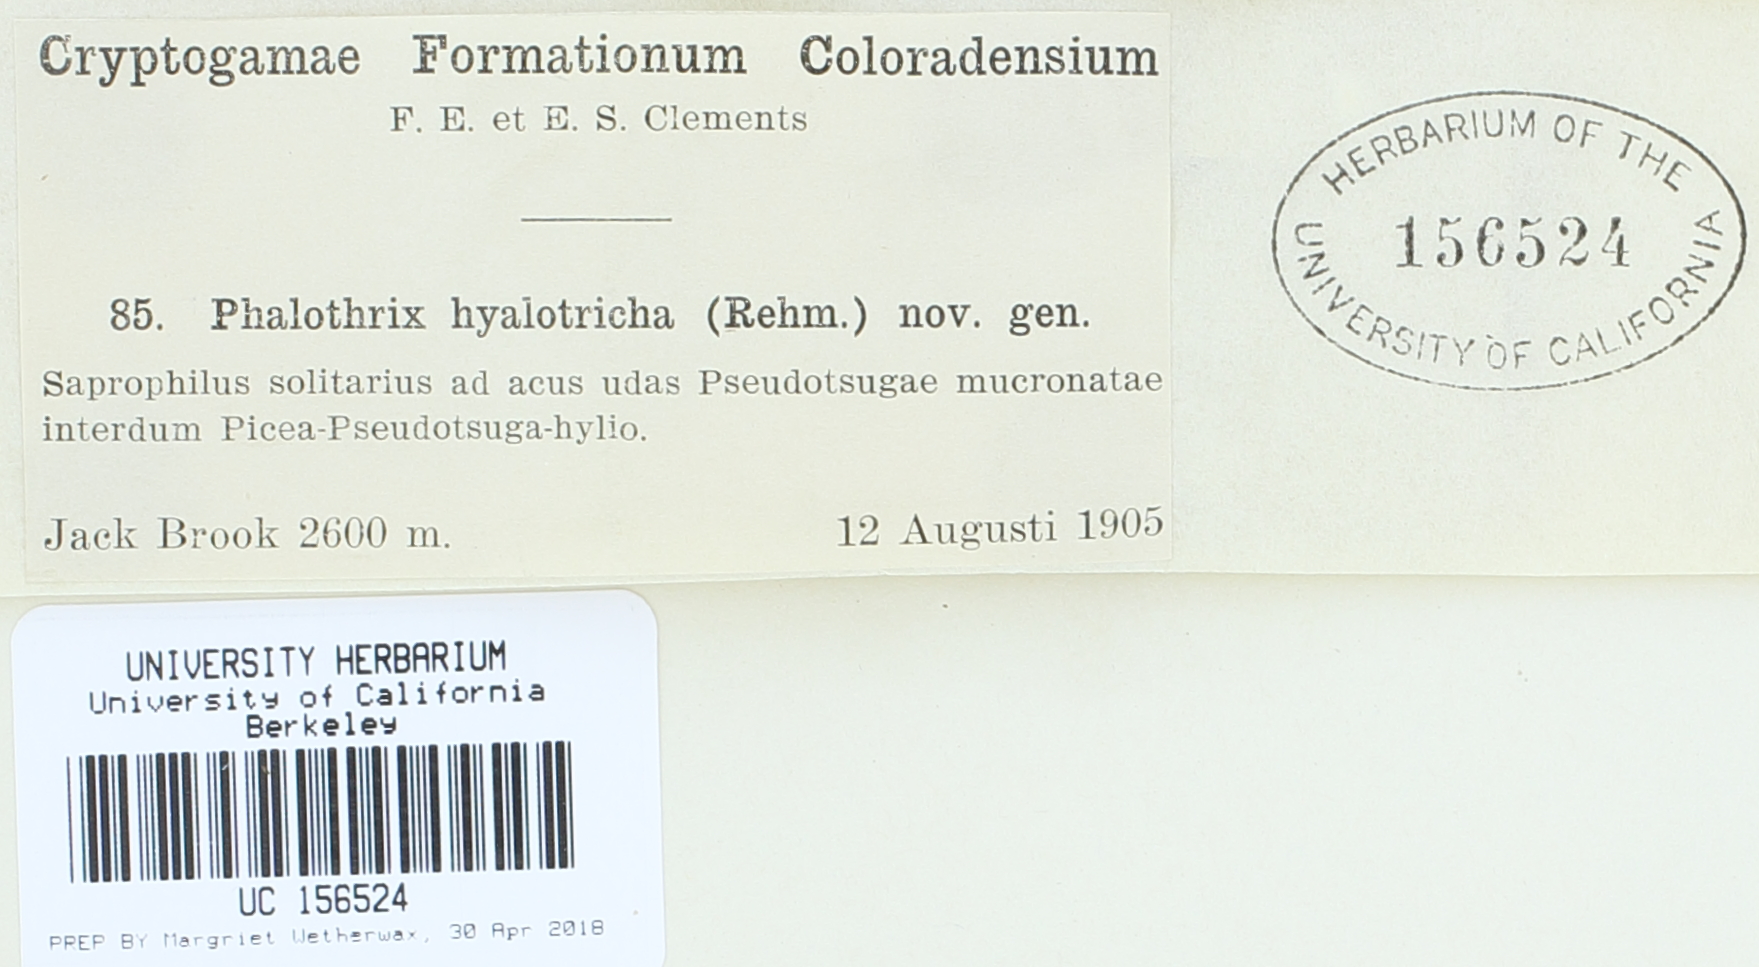 Cryptogamae Formationum Coloradensium
F. E. et E. S. Clements
85. Phalothrix hyalotricha (Rehm.) nov. gen.
Saprophilus solitarius ad acus udas Pseudotsugae mucronatae
interdum Picea-Pseudotsuga-hylio.
Jack Brook 2600 m. 12 Augusti 1905
HERBARIUM OF THE
156524
UNIVERSITY OF CALIFORNIA
UNIVERSITY HERBARIUM
University of California
Berkeley
UC 156524
PREP BY Margriet Wetherwax, 30 Apr 2018